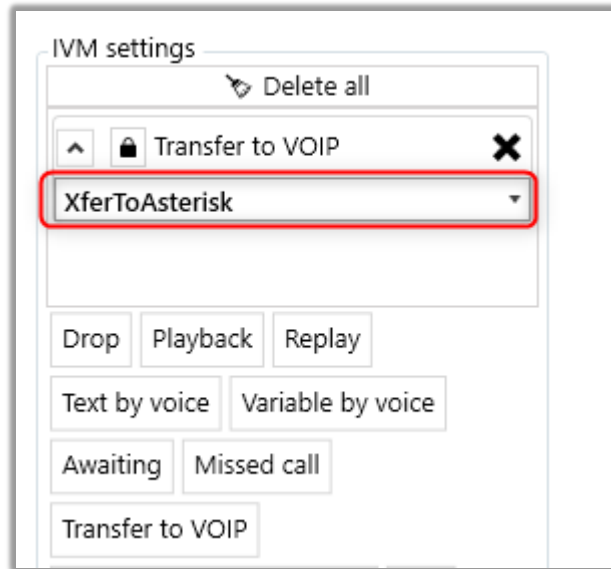 IVM settings
Delete all
Transfer to VOIP
XferToAsterisk
Drop Playback Replay
Text by voice Variable by voice
Awaiting Missed call
Transfer to VOIP